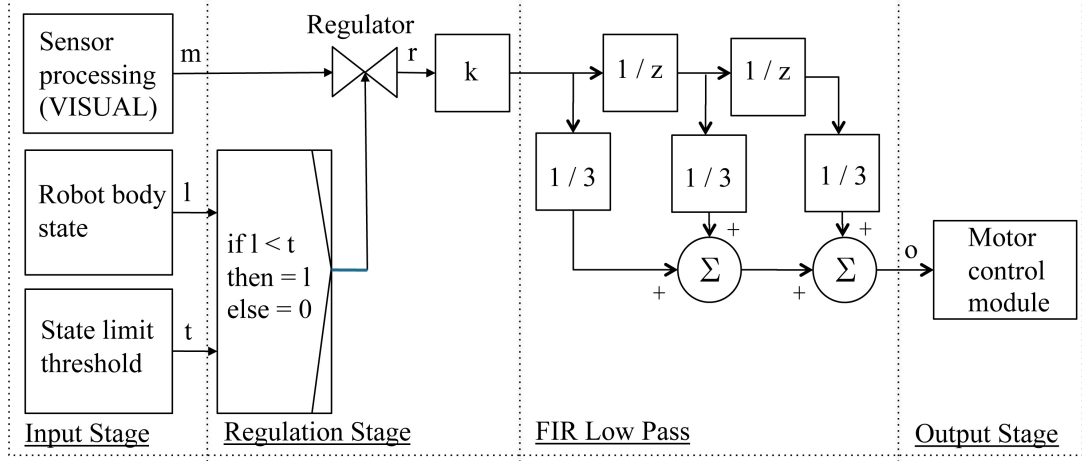 Sensor
processing
(VISUAL)
m
Regulator
r
k
1 / z
1 / z
1 / 3
1 / 3
1 / 3
Robot body
state
l
if l < t
then = l
else = 0
State limit
threshold
t
+
+
Σ
Σ
+
+
o
Motor
control
module
Input Stage
Regulation Stage
FIR Low Pass
Output Stage